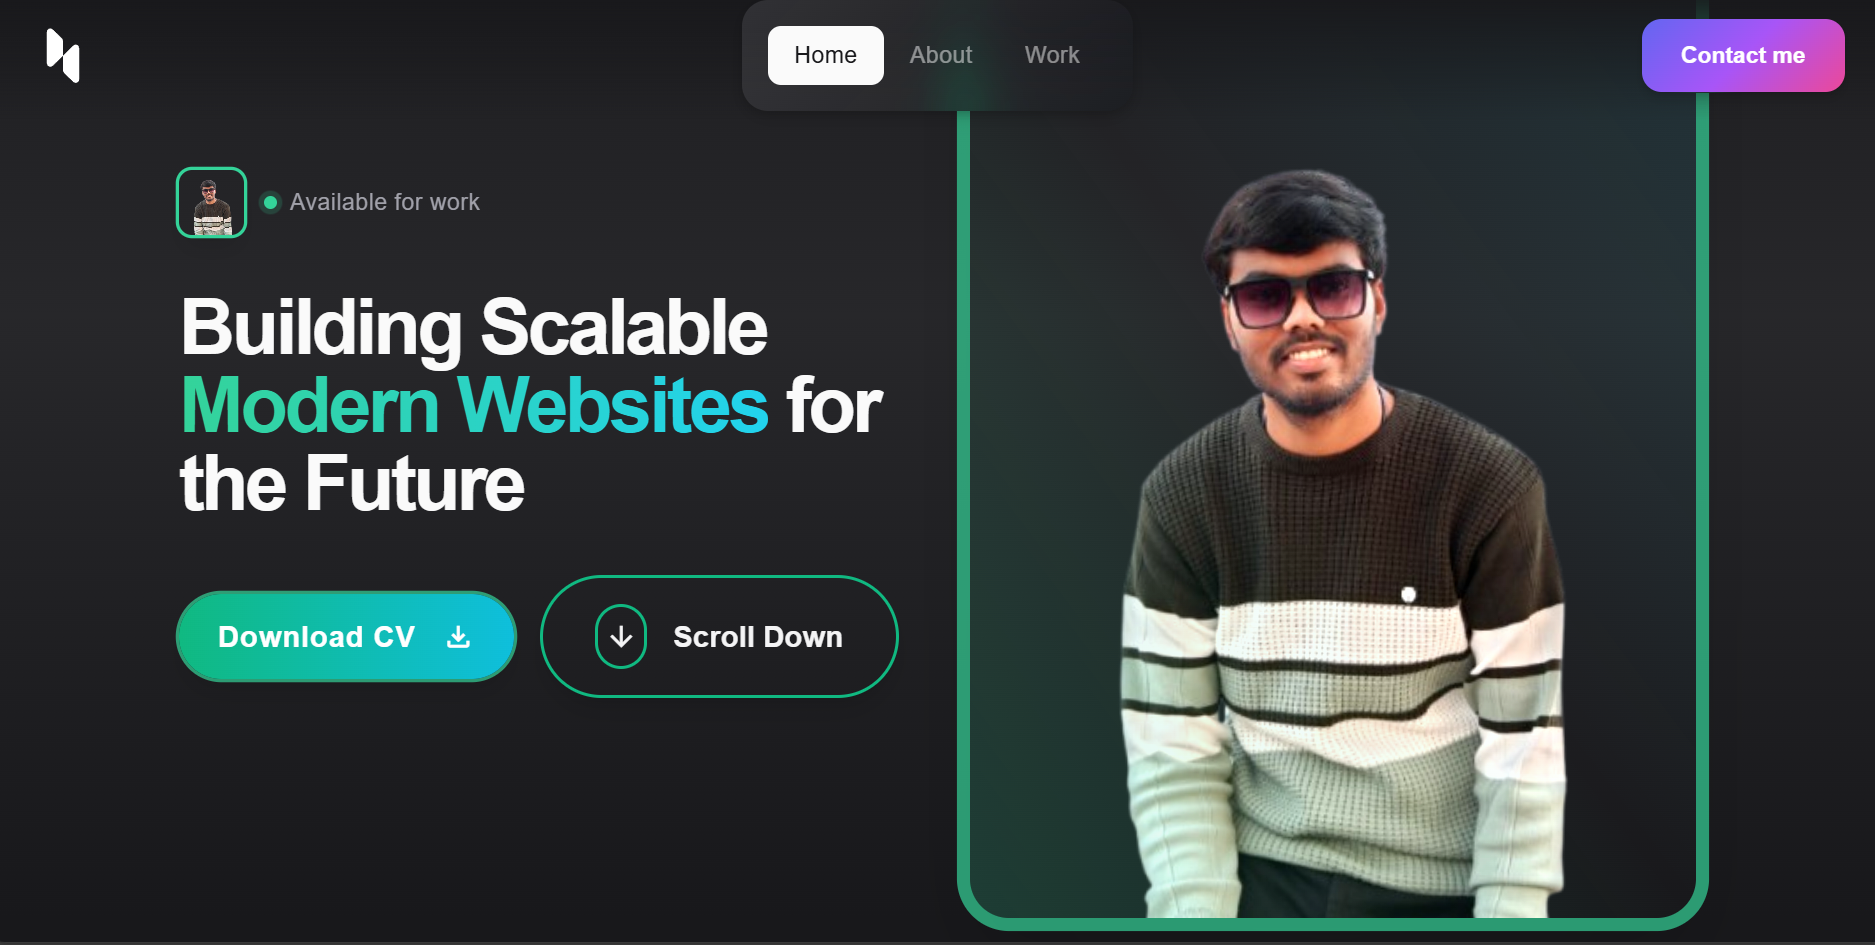 Home
About
Work
Contact me
Available for work
Building Scalable
Modern Websites for
the Future
Download CV
Scroll Down